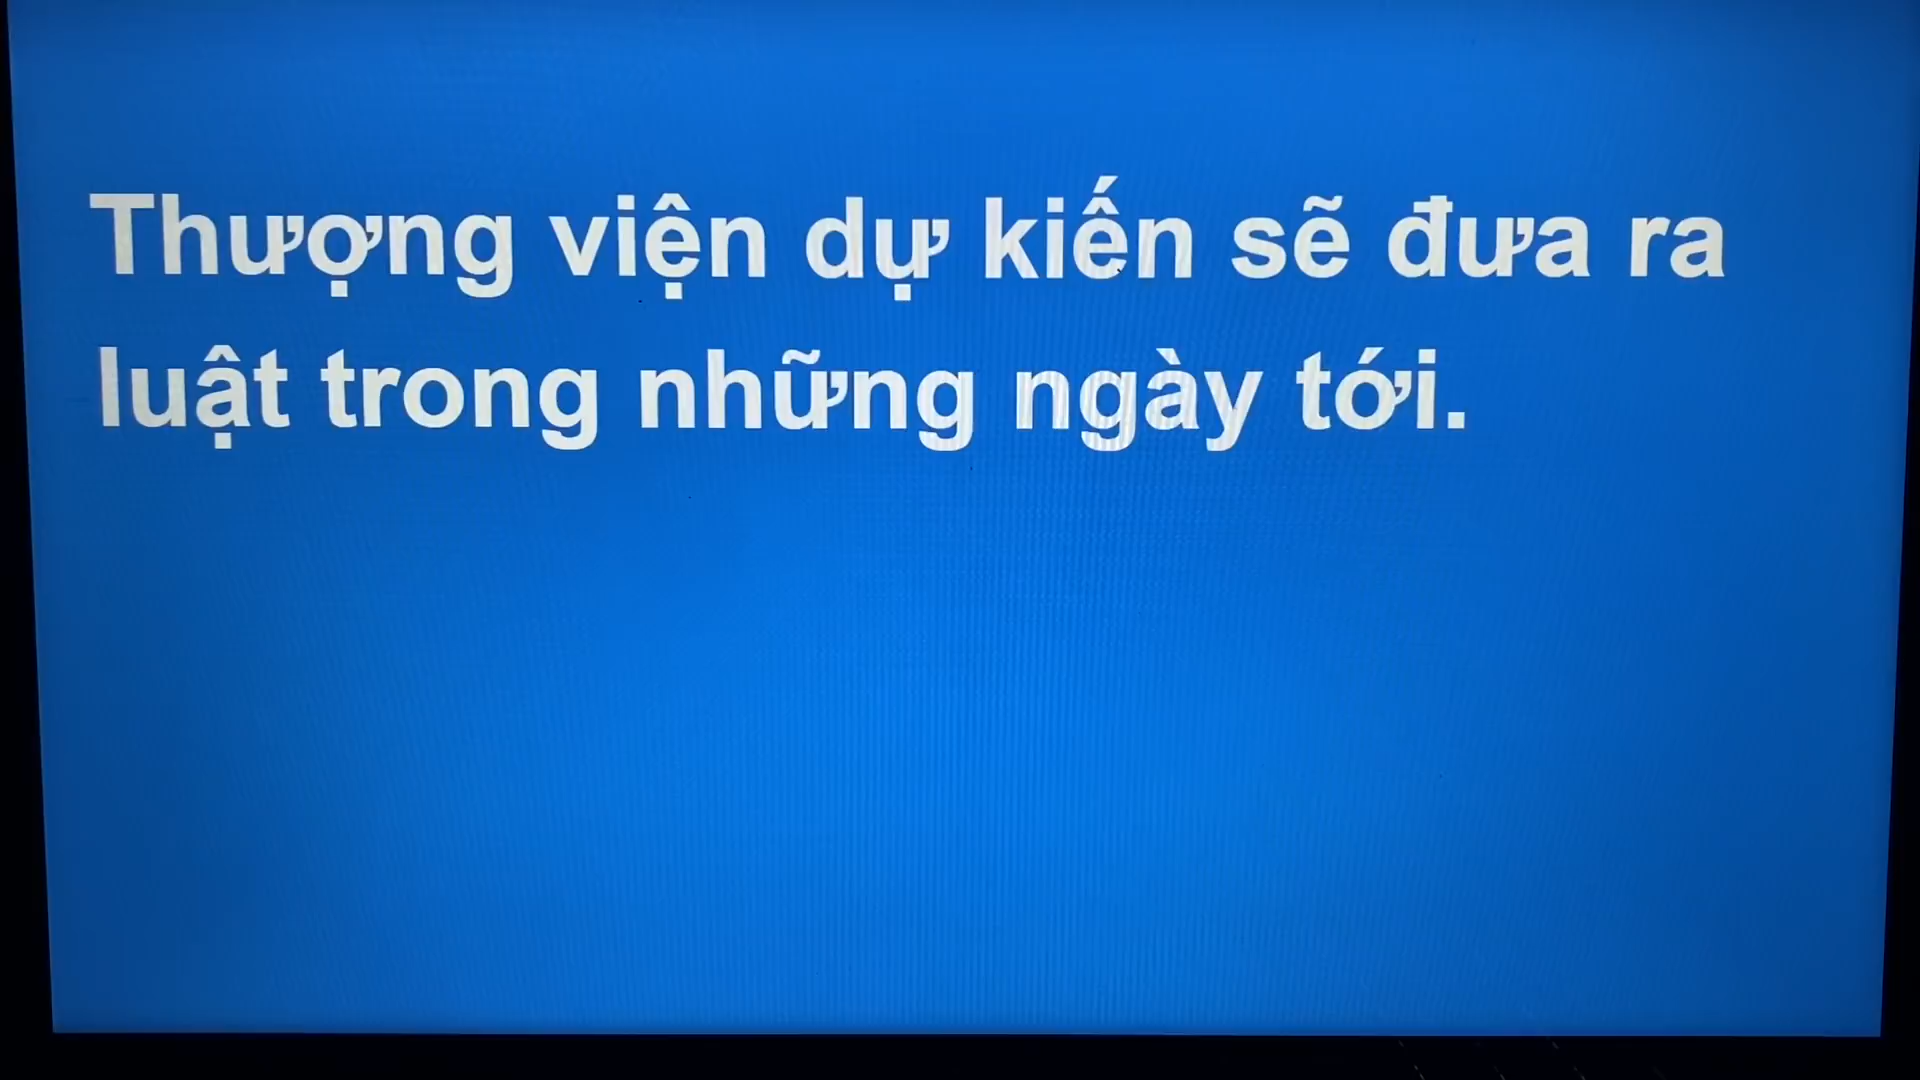 Thượng viện dự kiến sẽ đưa ra
luật trong những ngày tới.